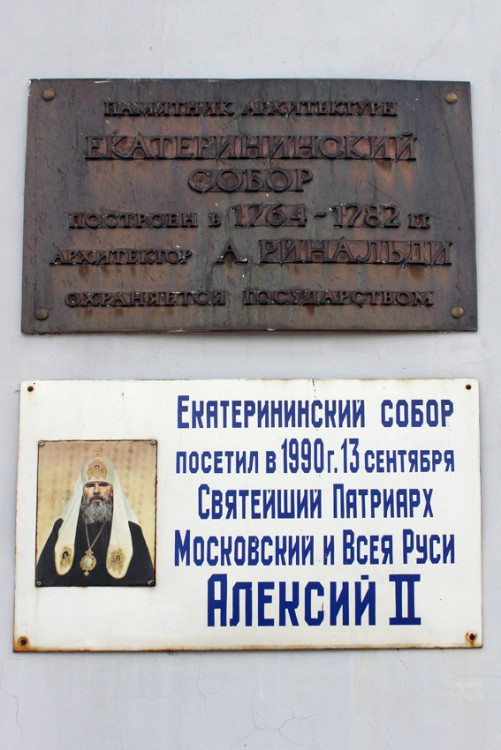 ПАМЯТНИК АРХИТЕКТУРЫ
ЕКАТЕРИНИНСКИЙ
СОБОР
ПОСТРОЕН В 1764-1782 гг
АРХИТЕКТОР А. РИНАЛЬДИ
ОХРАНЯЕТСЯ ГОСУДАРСТВОМ
ЕКАТЕРИНИНСКИЙ СОБОР
ПОСЕТИЛ В 1990 г. 13 СЕНТЯБРЯ
СВЯТЕЙШИЙ ПАТРИАРХ
МОСКОВСКИЙ И ВСЕЯ РУСИ
АЛЕКСИЙ II